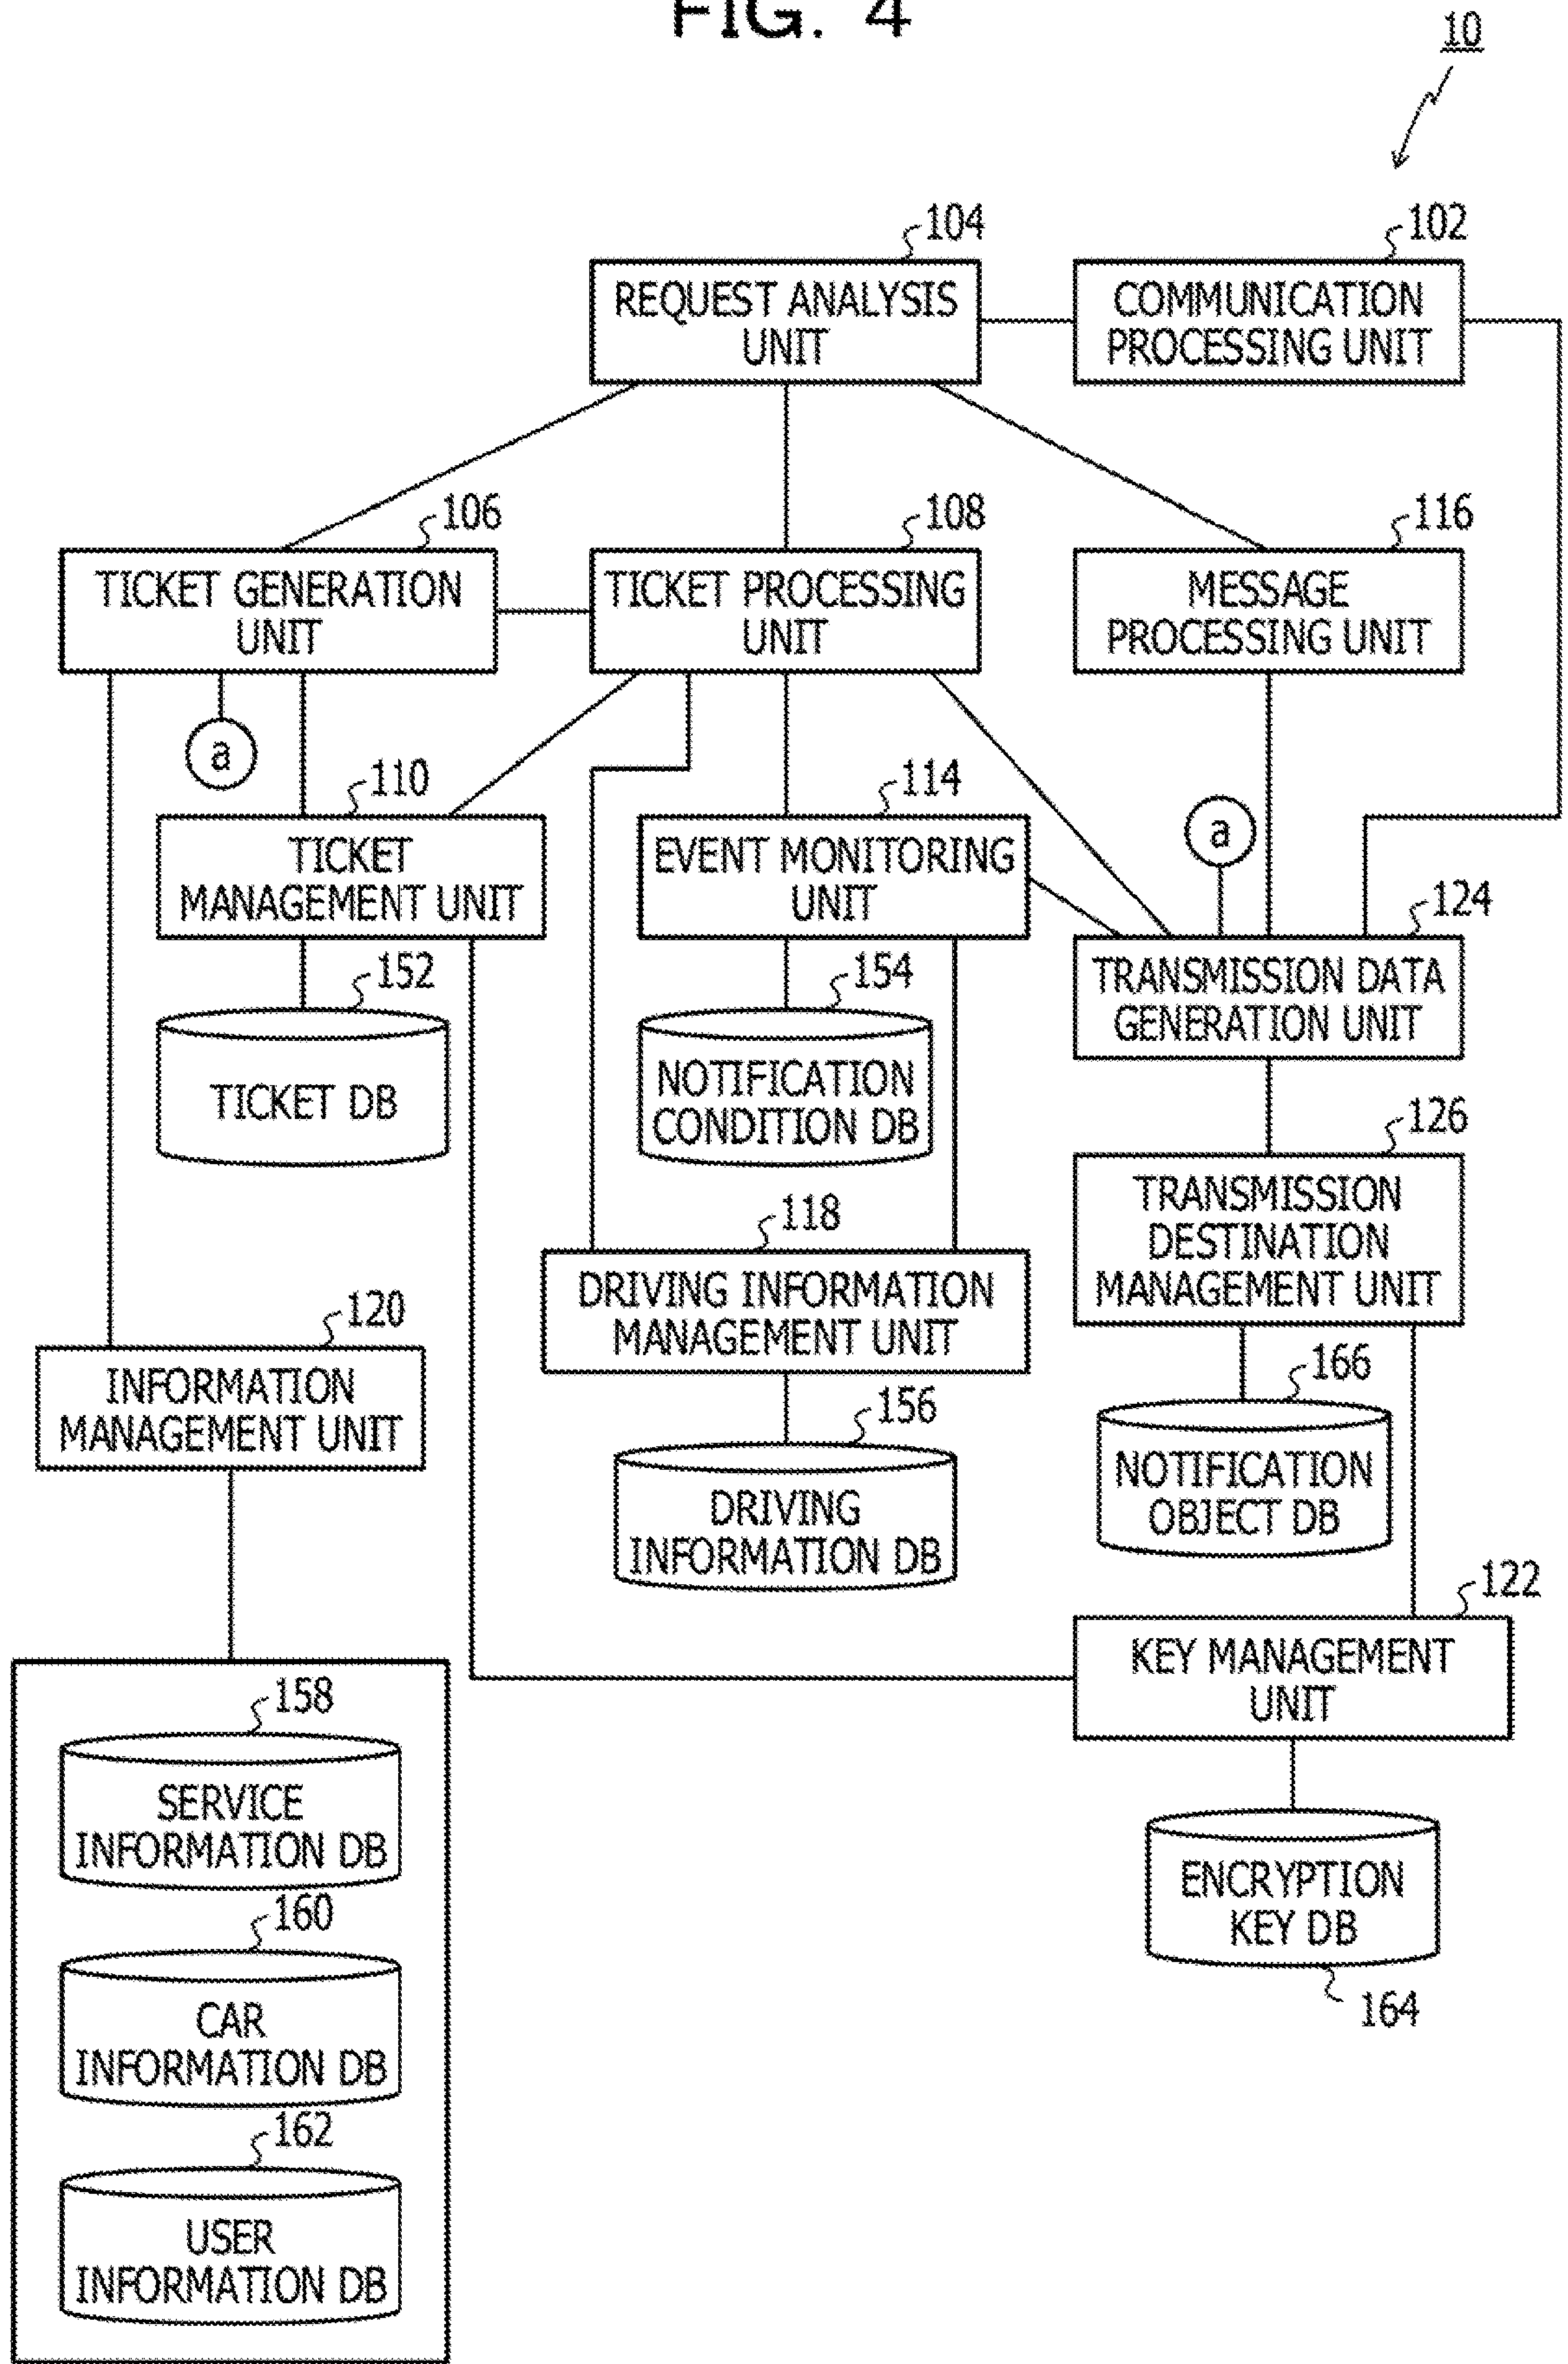 FIG. 4
10
104
REQUEST ANALYSIS
UNIT
102
COMMUNICATION
PROCESSING UNIT
106
TICKET GENERATION
UNIT
108
TICKET PROCESSING
UNIT
116
MESSAGE
PROCESSING UNIT
a
110
TICKET
MANAGEMENT UNIT
114
EVENT MONITORING
UNIT
a
124
TRANSMISSION DATA
GENERATION UNIT
152
TICKET DB
154
NOTIFICATION
CONDITION DB
126
TRANSMISSION
DESTINATION
MANAGEMENT UNIT
118
DRIVING INFORMATION
MANAGEMENT UNIT
120
INFORMATION
MANAGEMENT UNIT
156
DRIVING
INFORMATION DB
166
NOTIFICATION
OBJECT DB
122
KEY MANAGEMENT
UNIT
158
SERVICE
INFORMATION DB
160
CAR
INFORMATION DB
162
USER
INFORMATION DB
ENCRYPTION
KEY DB
164